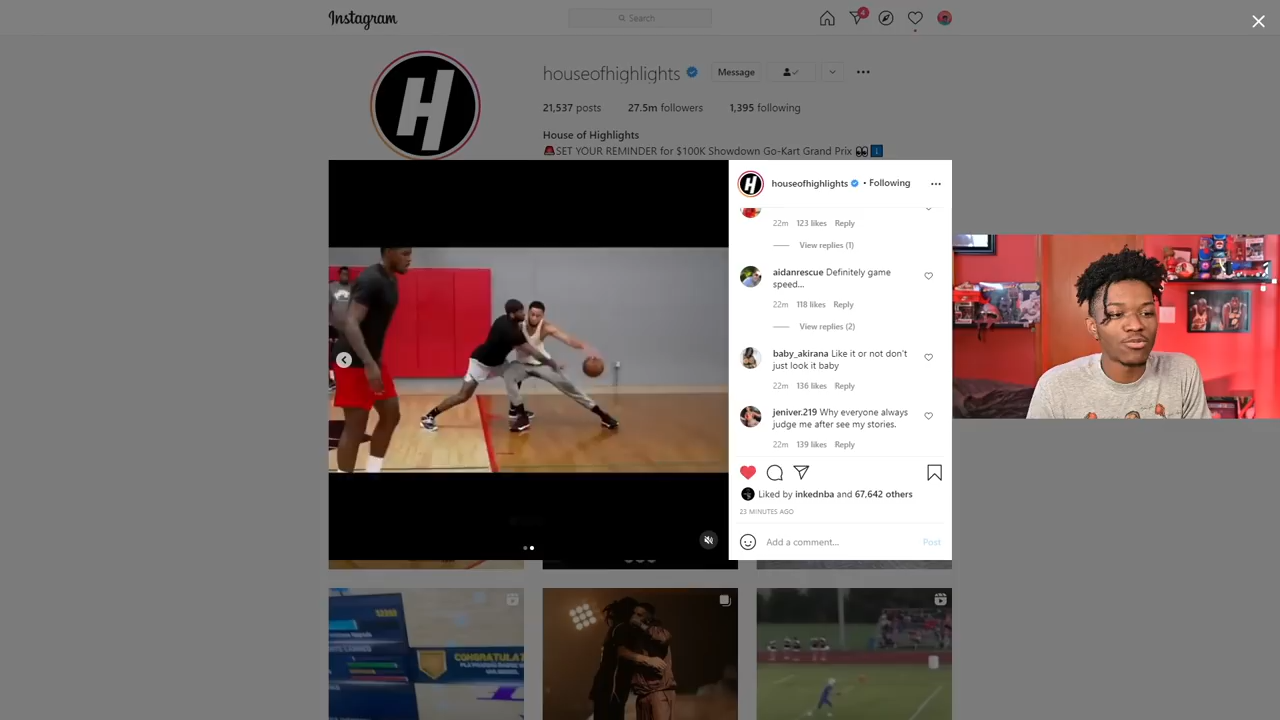 Instagram
Search
4
houseofhighlights
Message
21,537 posts 27.5m followers 1,395 following
House of Highlights
SET YOUR REMINDER for $100K Showdown Go-Kart Grand Prix
H
houseofhighlights • Following
22m 123 likes Reply
View replies (1)
aidanrescue Definitely game
speed...
22m 118 likes Reply
View replies (2)
baby_akirana Like it or not don't
just look it baby
22m 136 likes Reply
jeniver.219 Why everyone always
judge me after see my stories.
22m 139 likes Reply
Liked by inkednba and 67,642 others
23 MINUTES AGO
Add a comment...
Post